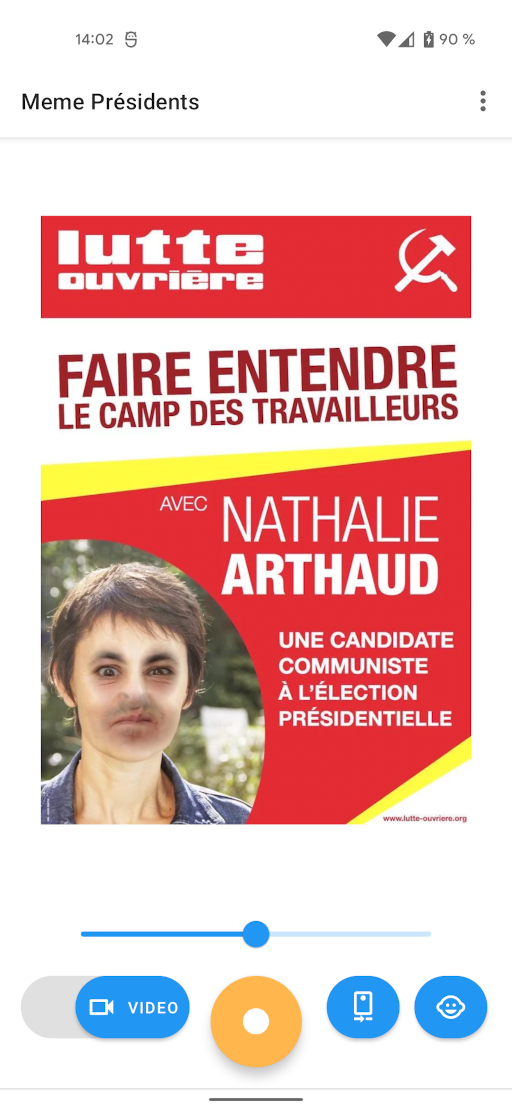 14:02
90 %
Meme Présidents
lutte
ouvrière
FAIRE ENTENDRE
LE CAMP DES TRAVAILLEURS
AVEC NATHALIE
ARTHAUD
UNE CANDIDATE
COMMUNISTE
À L'ÉLECTION
PRÉSIDENTIELLE
www.lutte-ouvriere.org
VIDEO